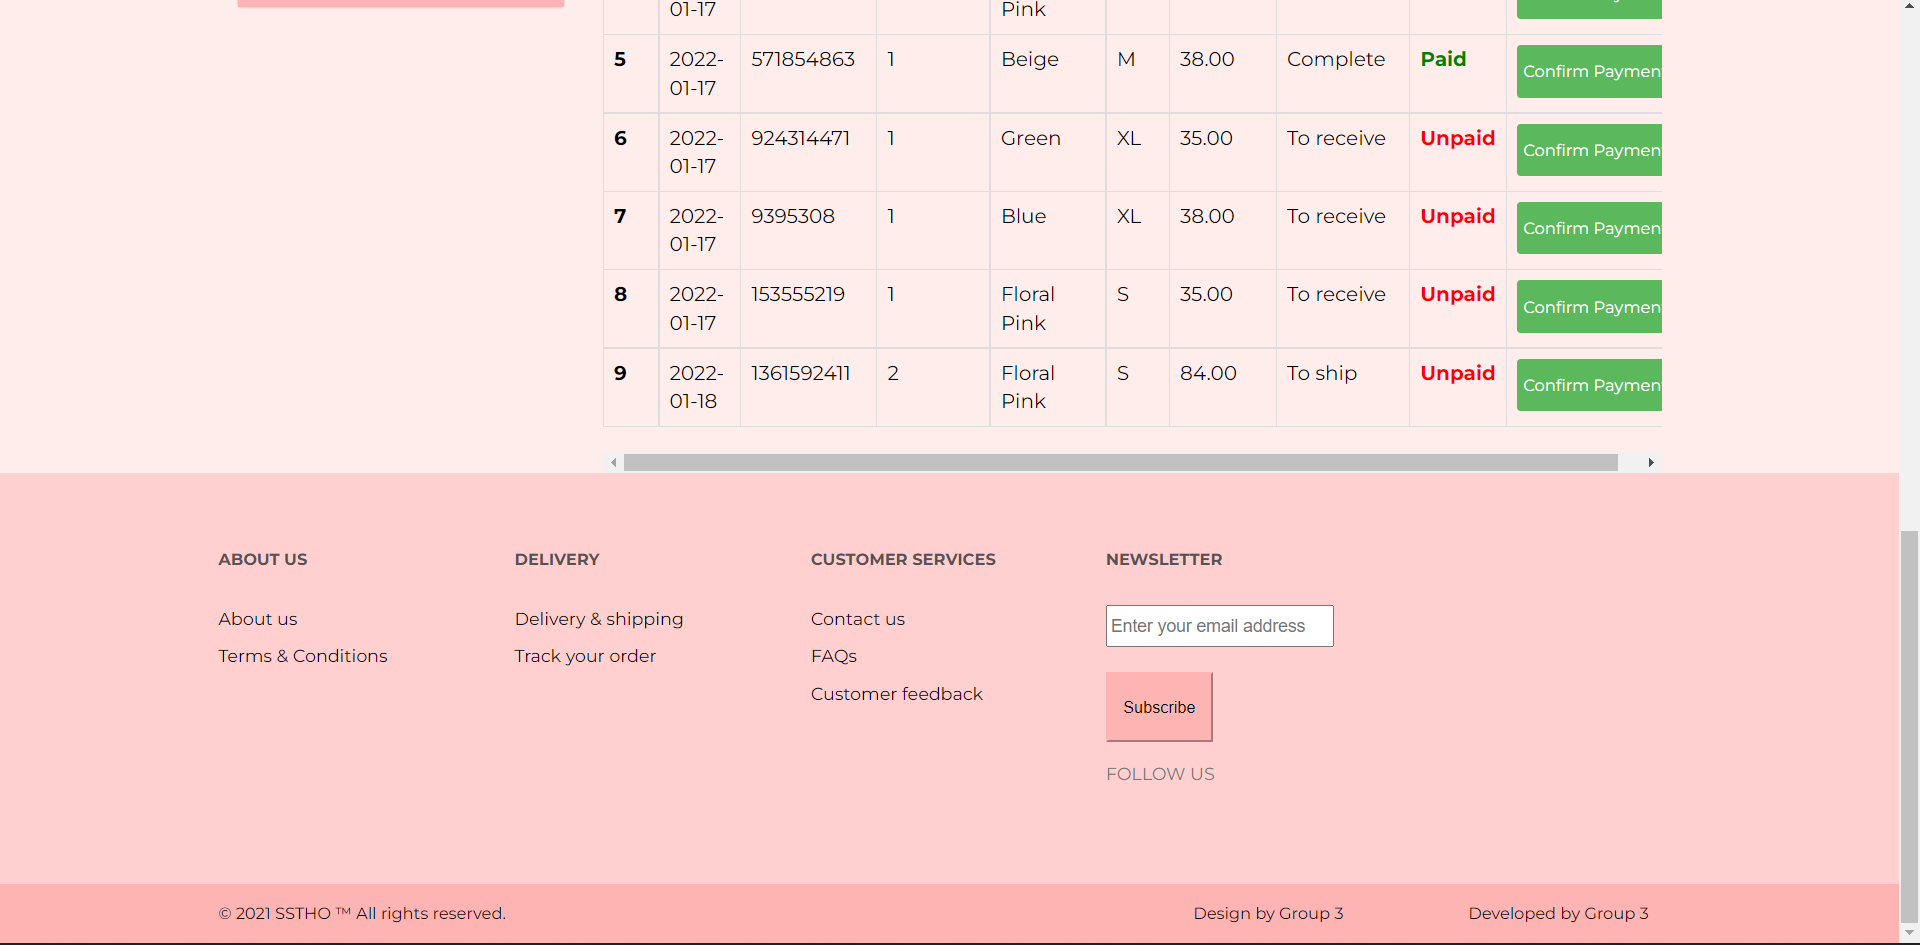 01-17 Pink
5 2022- 571854863 1 Beige M 38.00 Complete Paid Confirm Paymen
01-17
6 2022- 924314471 1 Green XL 35.00 To receive Unpaid Confirm Paymen
01-17
7 2022- 9395308 1 Blue XL 38.00 To receive Unpaid Confirm Paymen
01-17
8 2022- 153555219 1 Floral S 35.00 To receive Unpaid Confirm Paymen
01-17 Pink
9 2022- 1361592411 2 Floral S 84.00 To ship Unpaid Confirm Paymen
01-18 Pink
ABOUT US DELIVERY CUSTOMER SERVICES NEWSLETTER
About us Delivery & shipping Contact us Enter your email address
Terms & Conditions Track your order FAQs
Customer feedback
Subscribe
FOLLOW US
© 2021 SSTHO ™ All rights reserved. Design by Group 3 Developed by Group 3